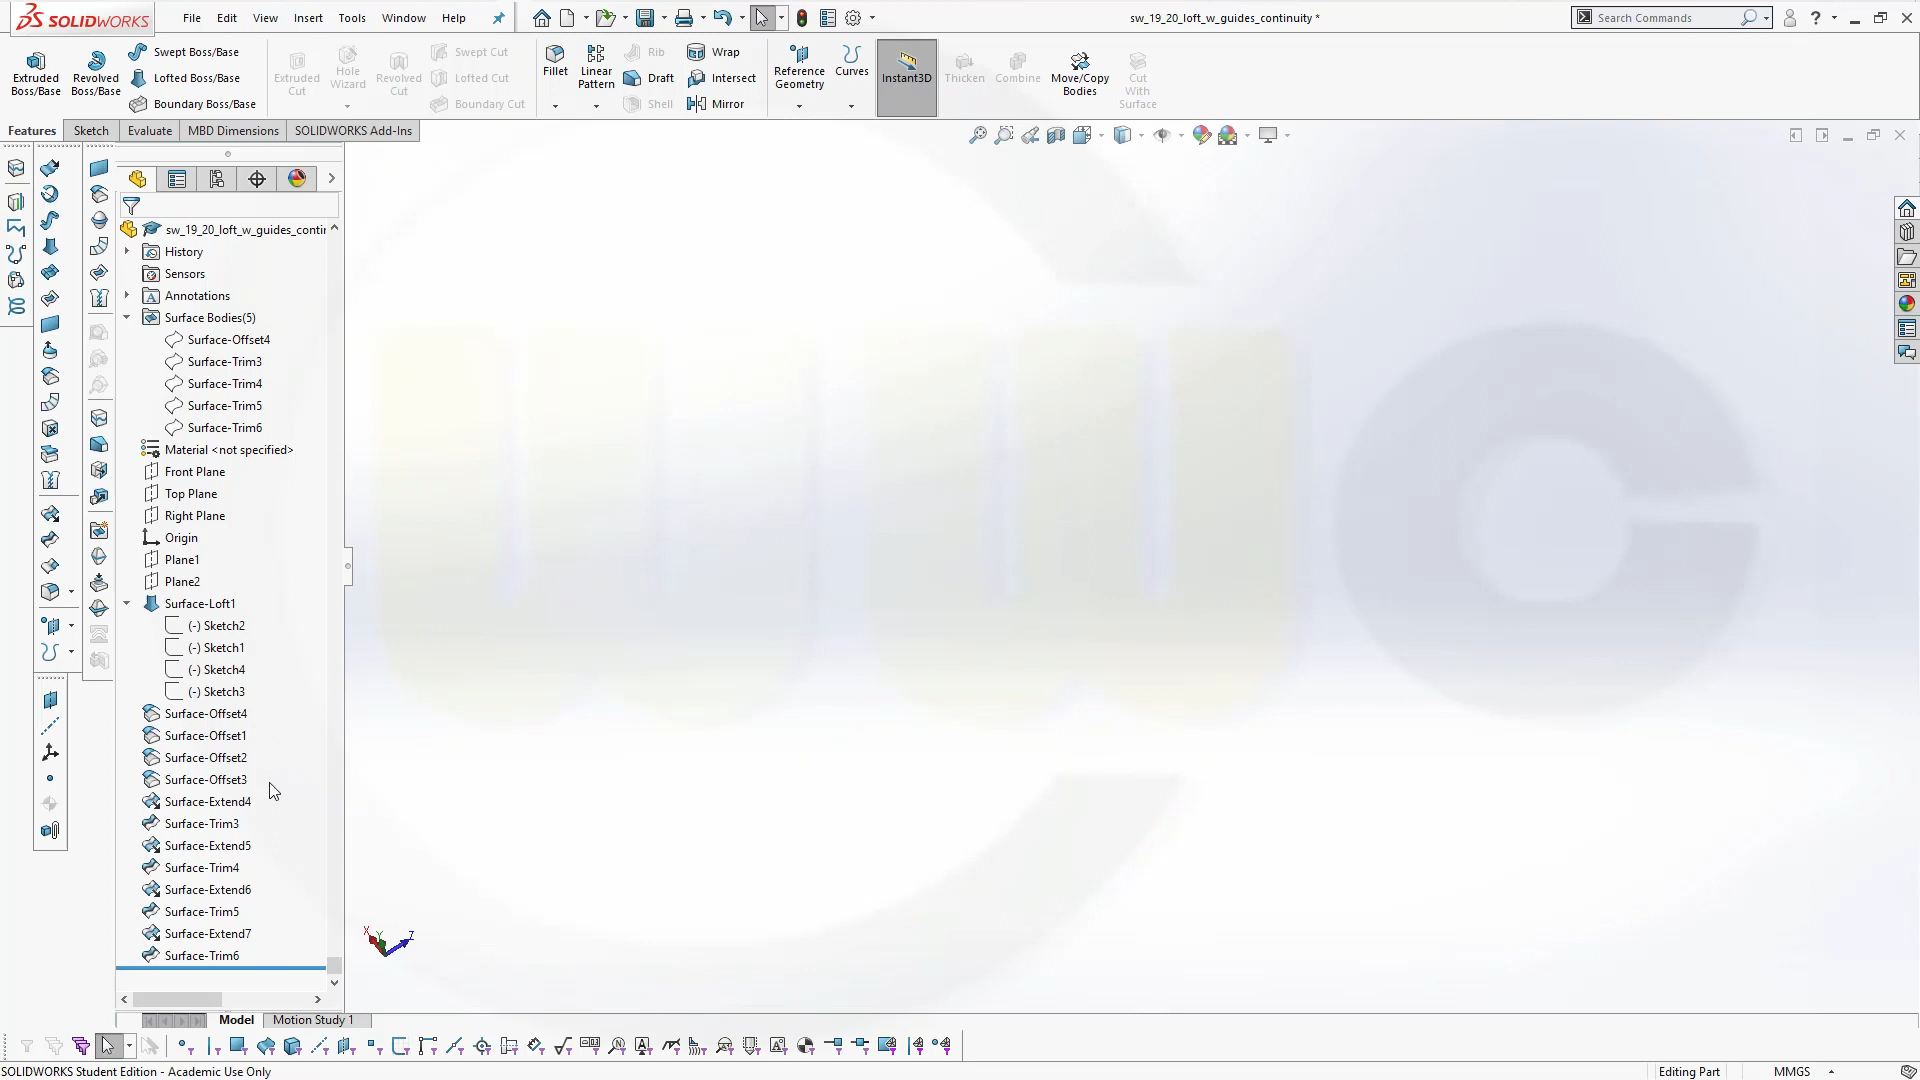 SOLIDWORKS
File Edit View Insert Tools Window Help
sw_19_20_loft_w_guides_continuity *
Search Commands
Extruded Boss/Base
Revolved Boss/Base
Swept Boss/Base
Lofted Boss/Base
Boundary Boss/Base
Extruded Cut
Hole Wizard
Revolved Cut
Swept Cut
Lofted Cut
Boundary Cut
Fillet
Linear Pattern
Rib
Draft
Shell
Wrap
Intersect
Mirror
Reference Geometry
Curves
Instant3D
Thicken
Combine
Move/Copy Bodies
Cut With Surface
Features Sketch Evaluate MBD Dimensions SOLIDWORKS Add-Ins
sw_19_20_loft_w_guides_contin
History
Sensors
Annotations
Surface Bodies(5)
Surface-Offset4
Surface-Trim3
Surface-Trim4
Surface-Trim5
Surface-Trim6
Material <not specified>
Front Plane
Top Plane
Right Plane
Origin
Plane1
Plane2
Surface-Loft1
(-) Sketch2
(-) Sketch1
(-) Sketch4
(-) Sketch3
Surface-Offset4
Surface-Offset1
Surface-Offset2
Surface-Offset3
Surface-Extend4
Surface-Trim3
Surface-Extend5
Surface-Trim4
Surface-Extend6
Surface-Trim5
Surface-Extend7
Surface-Trim6
X Y Z
Model Motion Study 1
SOLIDWORKS Student Edition - Academic Use Only
Editing Part
MMGS